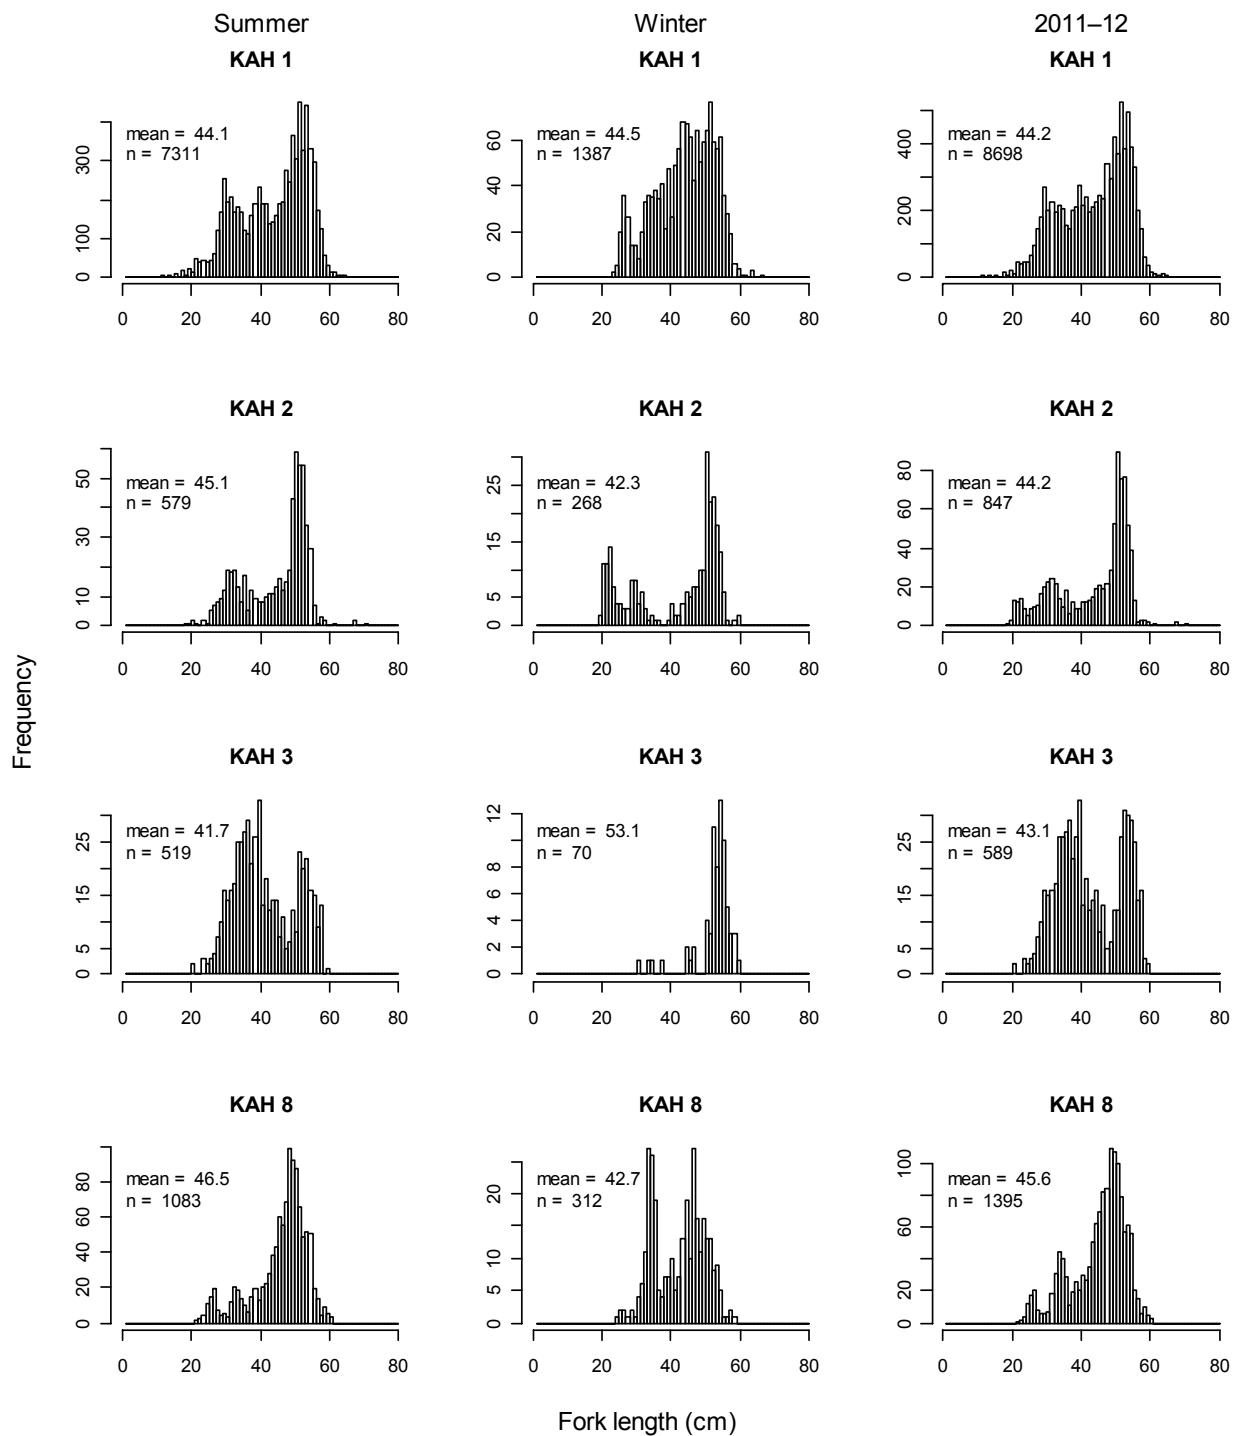 Summer Winter 2011–12
KAH 1 KAH 1 KAH 1
mean = 44.1
n = 7311
0 100 300
0 20 40 60 80
mean = 44.5
n = 1387
0 20 40 60
0 20 40 60 80
mean = 44.2
n = 8698
0 200 400
0 20 40 60 80
KAH 2 KAH 2 KAH 2
mean = 45.1
n = 579
0 10 30 50
0 20 40 60 80
mean = 42.3
n = 268
0 5 15 25
0 20 40 60 80
mean = 44.2
n = 847
0 20 40 60 80
0 20 40 60 80
Frequency
KAH 3 KAH 3 KAH 3
mean = 41.7
n = 519
0 5 15 25
0 20 40 60 80
mean = 53.1
n = 70
0 2 4 6 8 12
0 20 40 60 80
mean = 43.1
n = 589
0 5 15 25
0 20 40 60 80
KAH 8 KAH 8 KAH 8
mean = 46.5
n = 1083
0 20 40 60 80
0 20 40 60 80
mean = 42.7
n = 312
0 5 10 20
0 20 40 60 80
mean = 45.6
n = 1395
0 20 60 100
0 20 40 60 80
Fork length (cm)